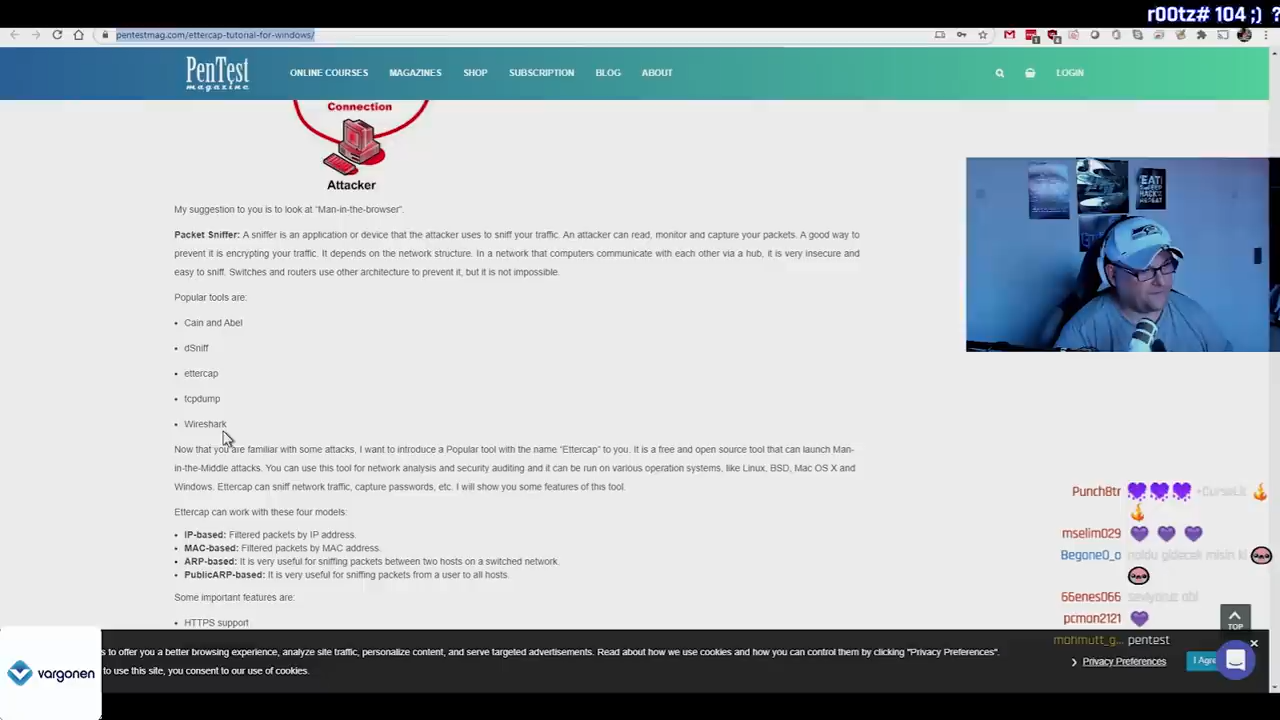 r00tz# 104 ;) ?
pentestmag.com/ettercap-tutorial-for-windows/
PenTest
magazine
ONLINE COURSES MAGAZINES SHOP SUBSCRIPTION BLOG ABOUT LOGIN
Connection
Attacker
My suggestion to you is to look at “Man-in-the-browser”.
Packet Sniffer: A sniffer is an application or device that the attacker uses to sniff your traffic. An attacker can read, monitor and capture your packets. A good way to
prevent it is encrypting your traffic. It depends on the network structure. In a network that computers communicate with each other via a hub, it is very insecure and
easy to sniff. Switches and routers use other architecture to prevent it, but it is not impossible.
Popular tools are:
• Cain and Abel
• dSniff
• ettercap
• tcpdump
• Wireshark
Now that you are familiar with some attacks, I want to introduce a Popular tool with the name “Ettercap” to you. It is a free and open source tool that can launch Man-
in-the-Middle attacks. You can use this tool for network analysis and security auditing and it can be run on various operation systems, like Linux, BSD, Mac OS X and
Windows. Ettercap can sniff network traffic, capture passwords, etc. I will show you some features of this tool.
Ettercap can work with these four models:
• IP-based: Filtered packets by IP address.
• MAC-based: Filtered packets by MAC address.
• ARP-based: It is very useful for sniffing packets between two hosts on a switched network.
• PublicARP-based: It is very useful for sniffing packets from a user to all hosts.
Some important features are:
• HTTPS support
EAT
HACK
REPEAT
PunchBtr
mselim029
BegoneO_o noldu gidecek misin ki
66enes066 seviyoruz abi
pcman2121
mahmutt_g... pentest
TOP
s to offer you a better browsing experience, analyze site traffic, personalize content, and serve targeted advertisements. Read about how we use cookies and how you can control them by clicking "Privacy Preferences".
to use this site, you consent to our use of cookies.
Privacy Preferences
I Agre
vargonen